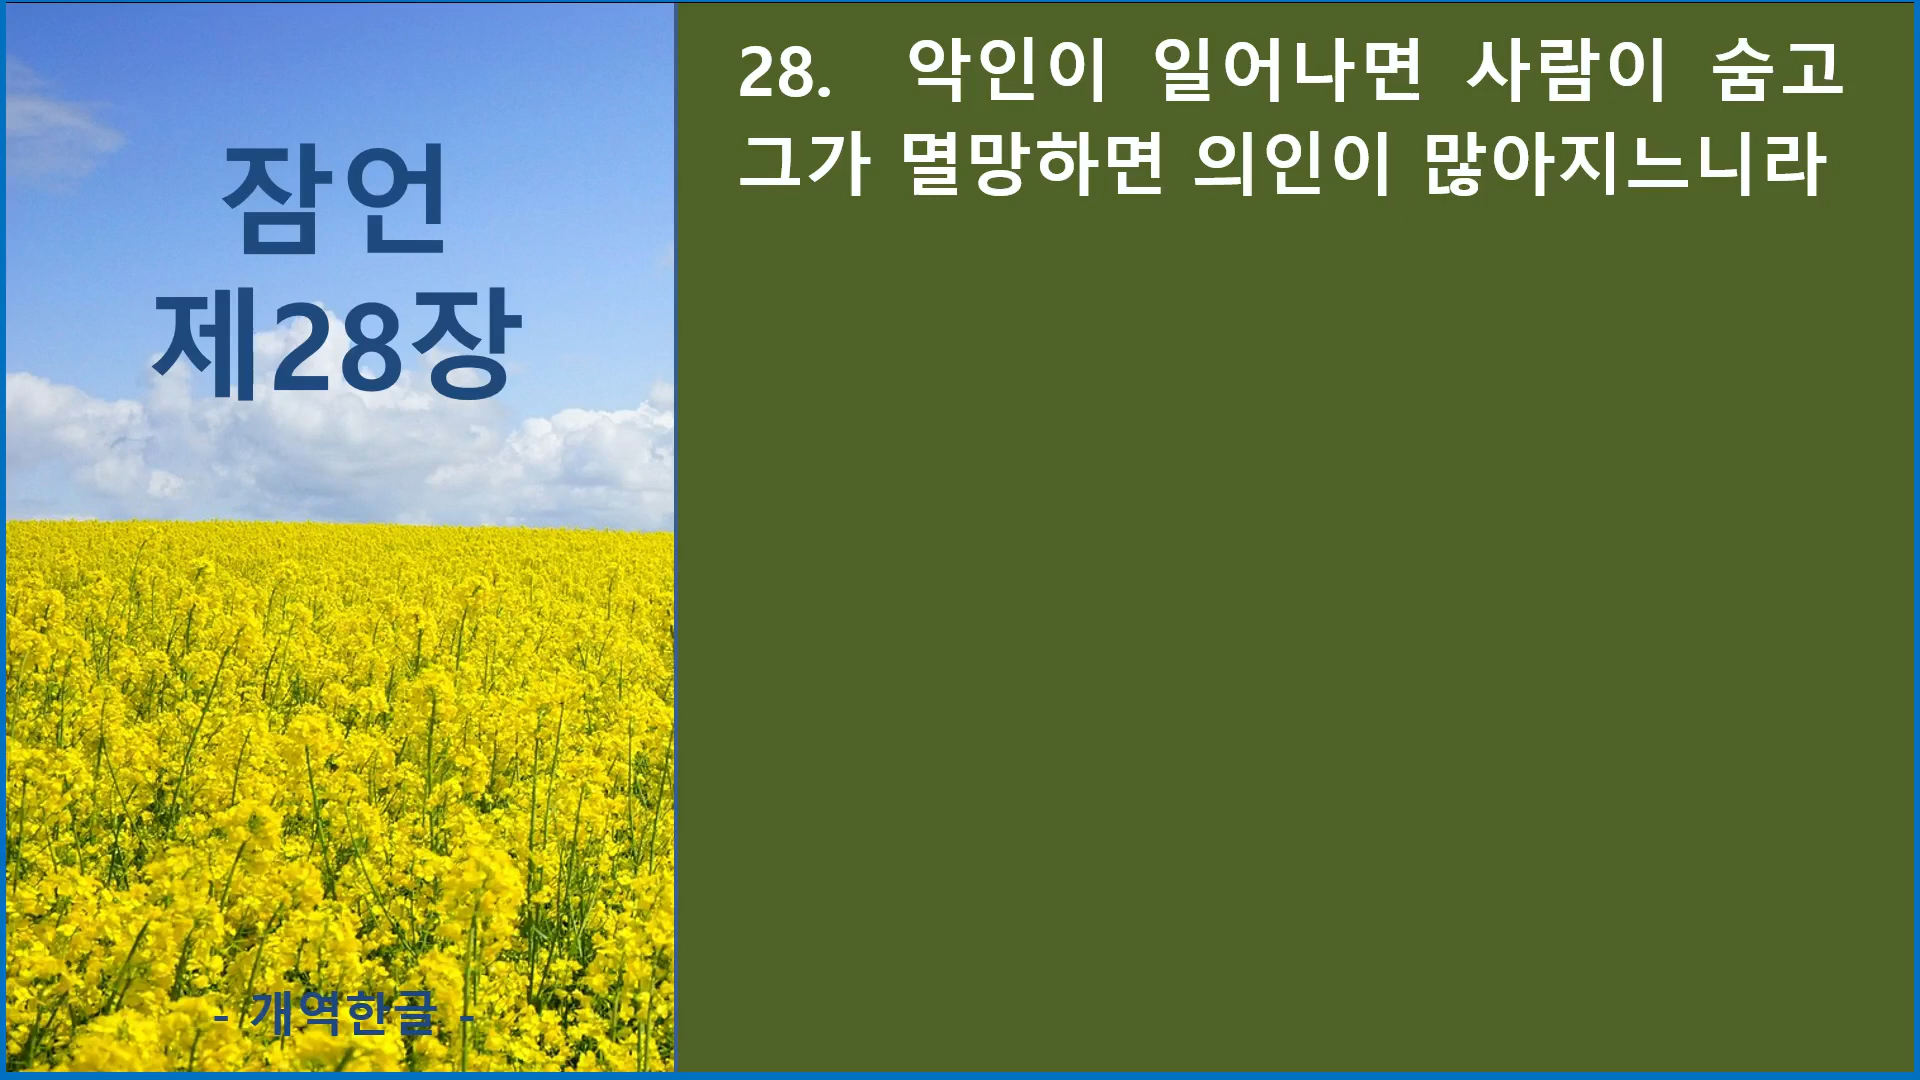 잠언
제28장
- 개역한글 -
28. 악인이 일어나면 사람이 숨고
그가 멸망하면 의인이 많아지느니라